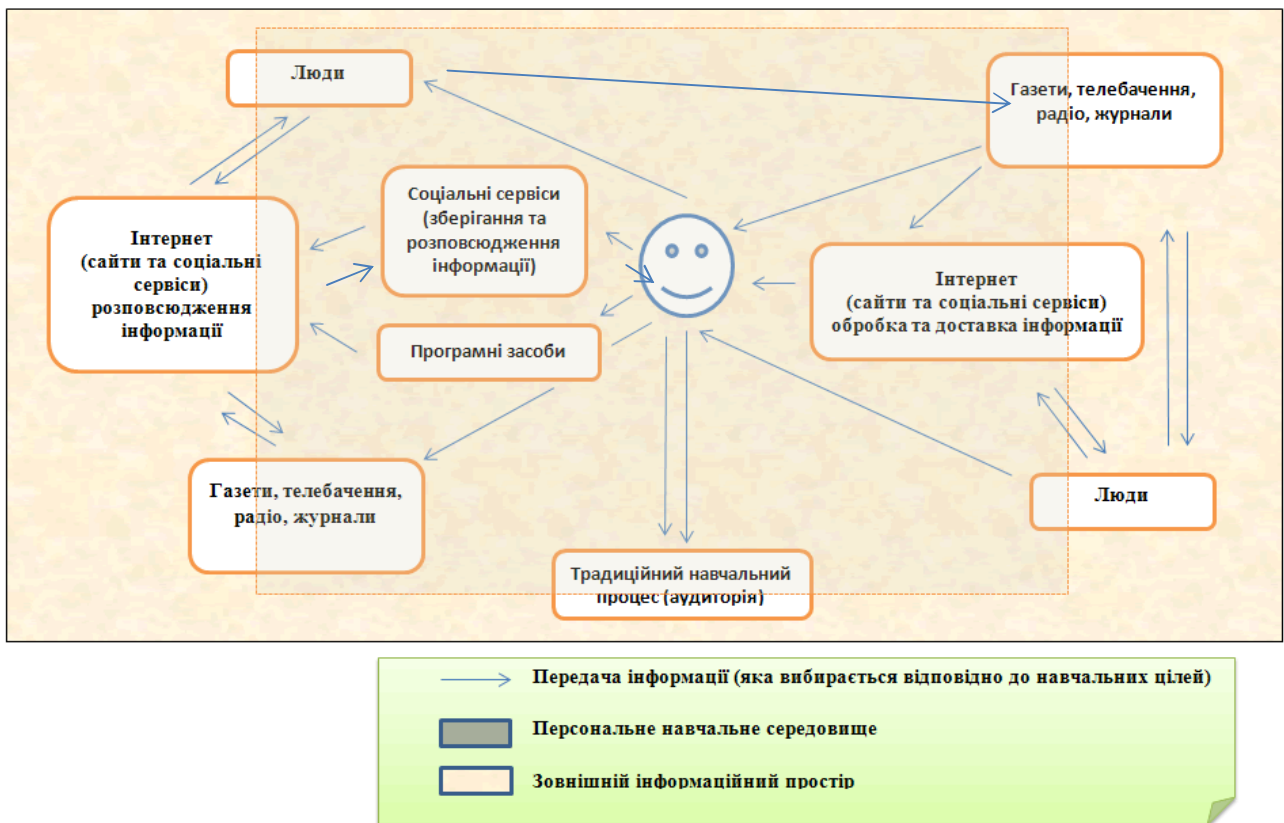 Люди
Газети, телебачення,
радіо, журнали
Соціальні сервіси
(зберігання та
розповсюдження
інформації)
Інтернет
(сайти та соціальні
сервіси)
розповсюдження
інформації
Інтернет
(сайти та соціальні сервіси)
обробка та доставка інформації
Програмні засоби
Газети, телебачення,
радіо, журнали
Люди
Традиційний навчальний
процес (аудиторія)
Передача інформації (яка вибирається відповідно до навчальних цілей)
Персональне навчальне середовище
Зовнішній інформаційний простір